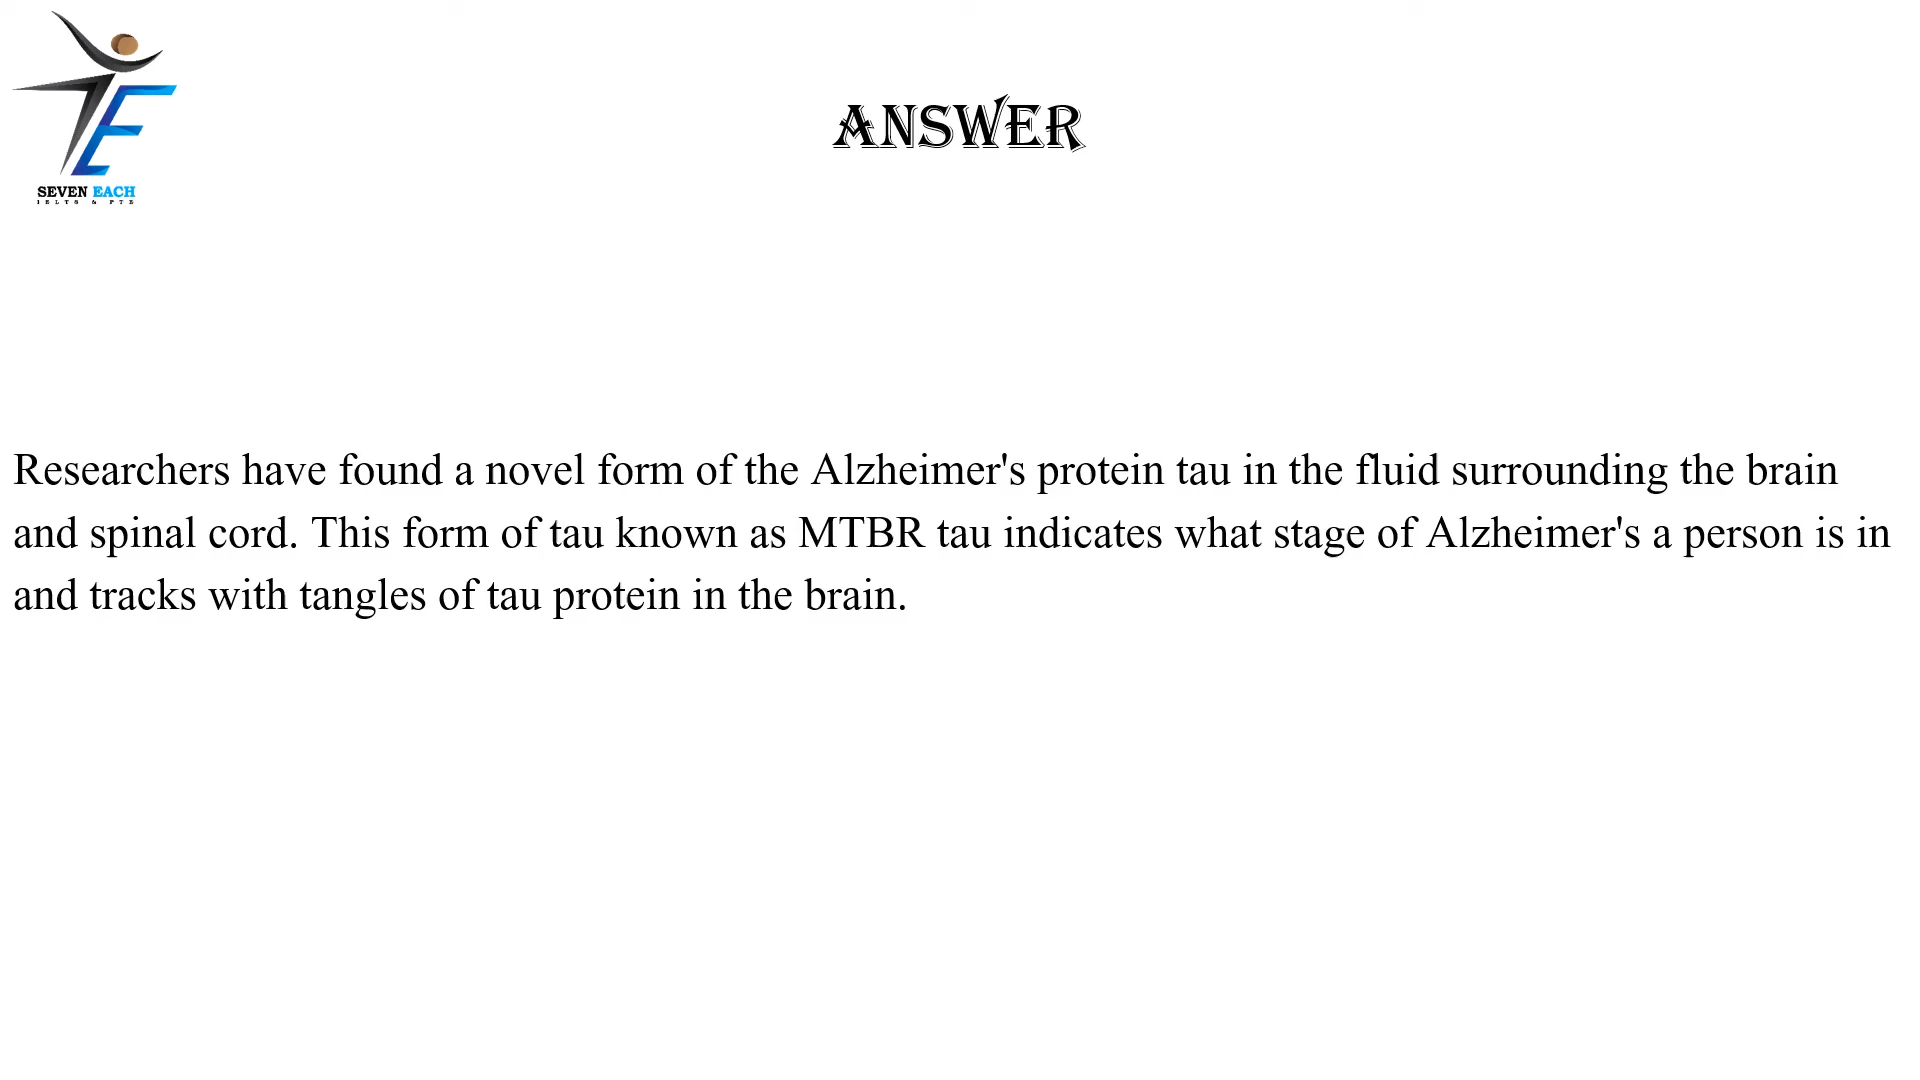 SEVEN EACH
IELTS & PTE
ANSWER
Researchers have found a novel form of the Alzheimer's protein tau in the fluid surrounding the brain
and spinal cord. This form of tau known as MTBR tau indicates what stage of Alzheimer's a person is in
and tracks with tangles of tau protein in the brain.